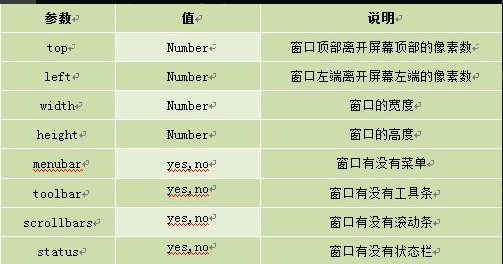 参数 值 说明
top Number 窗口顶部离开屏幕顶部的像素数
left Number 窗口左端离开屏幕左端的像素数
width Number 窗口的宽度
height Number 窗口的高度
menubar yes,no 窗口有没有菜单
toolbar yes,no 窗口有没有工具条
scrollbars yes,no 窗口有没有滚动条
status yes,no 窗口有没有状态栏